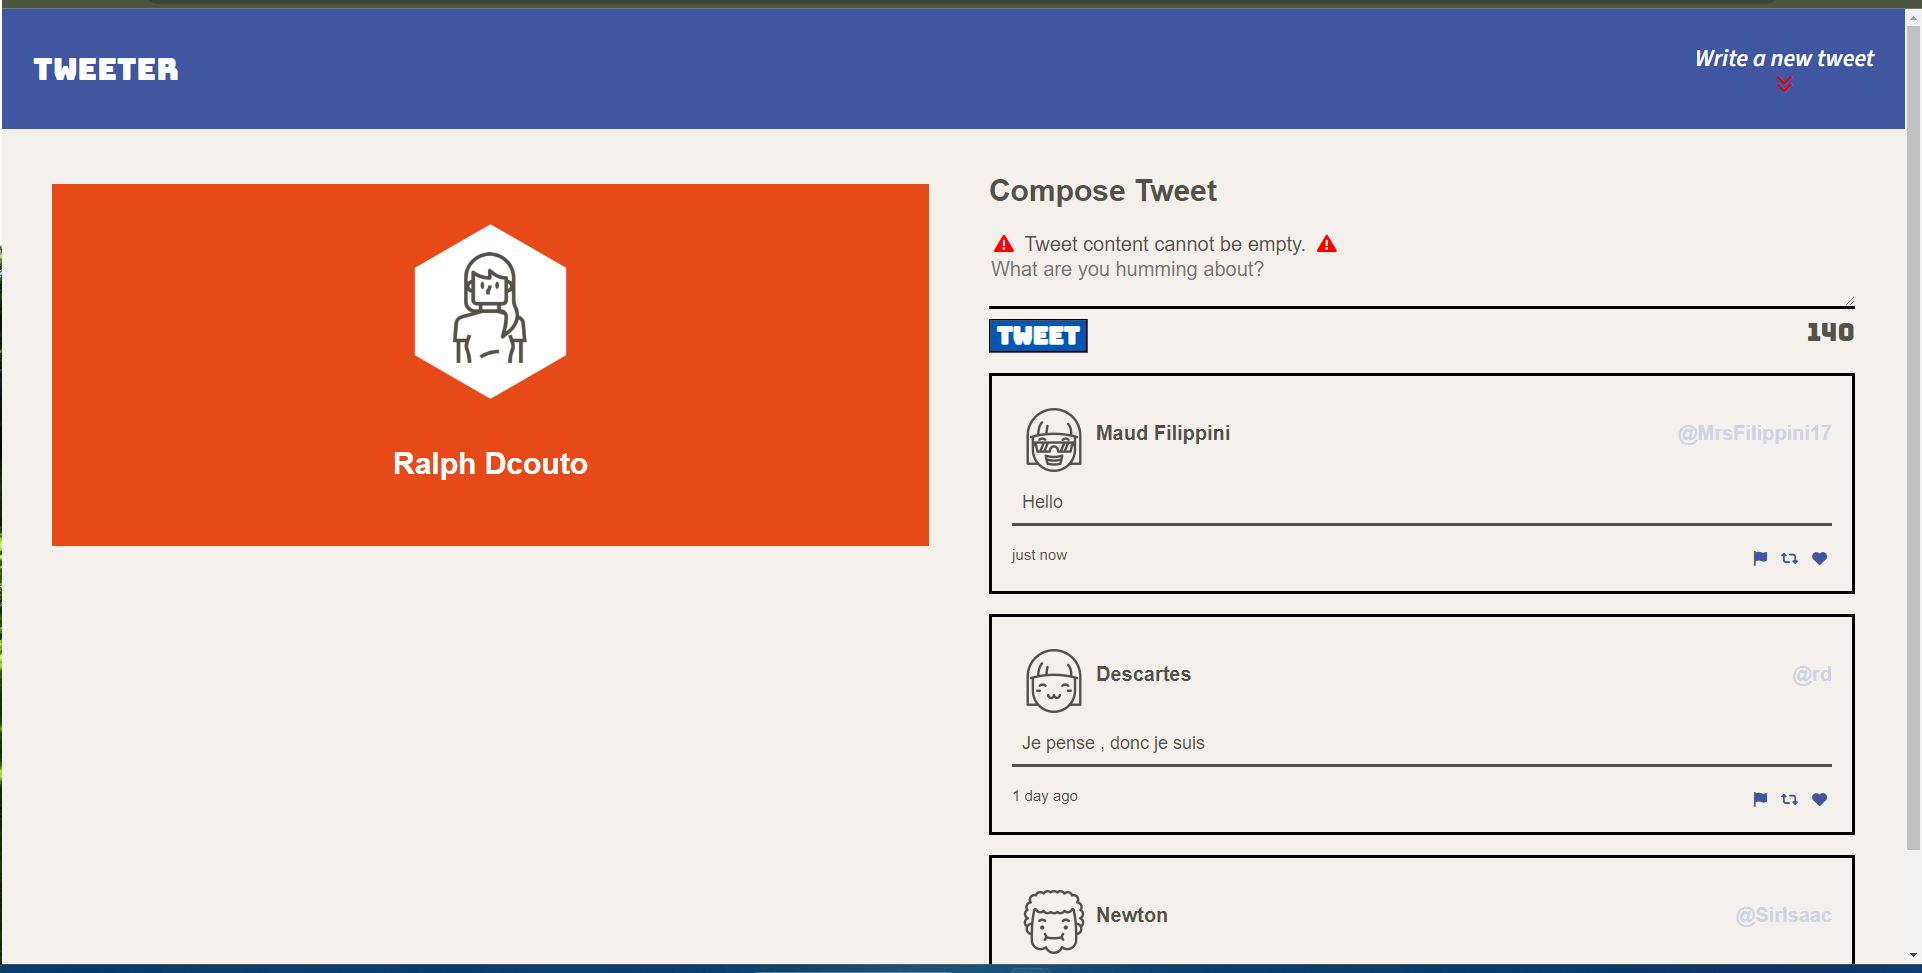 TWEETER
Write a new tweet
Ralph Dcouto
Compose Tweet
Tweet content cannot be empty.
What are you humming about?
TWEET
140
Maud Filippini
@MrsFilippini17
Hello
just now
Descartes
@rd
Je pense , donc je suis
1 day ago
Newton
@SirIsaac